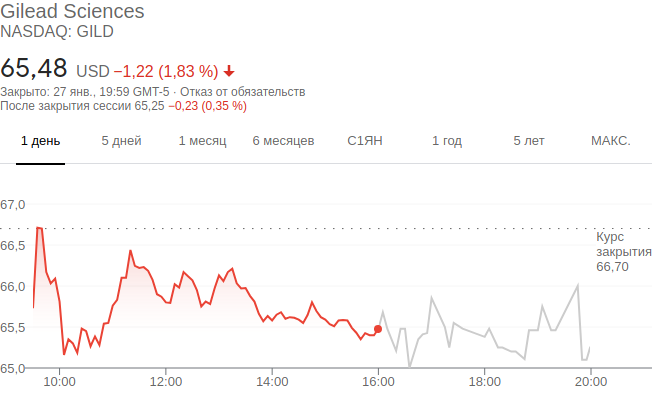 Gilead Sciences
NASDAQ: GILD
65,48 USD −1,22 (1,83 %)
Закрыто: 27 янв., 19:59 GMT-5 · Отказ от обязательств
После закрытия сессии 65,25 −0,23 (0,35 %)
1 день 5 дней 1 месяц 6 месяцев С1ЯН 1 год 5 лет МАКС.
67,0
66,5
66,0
65,5
65,0
Курс
закрытия
66,70
10:00 12:00 14:00 16:00 18:00 20:00